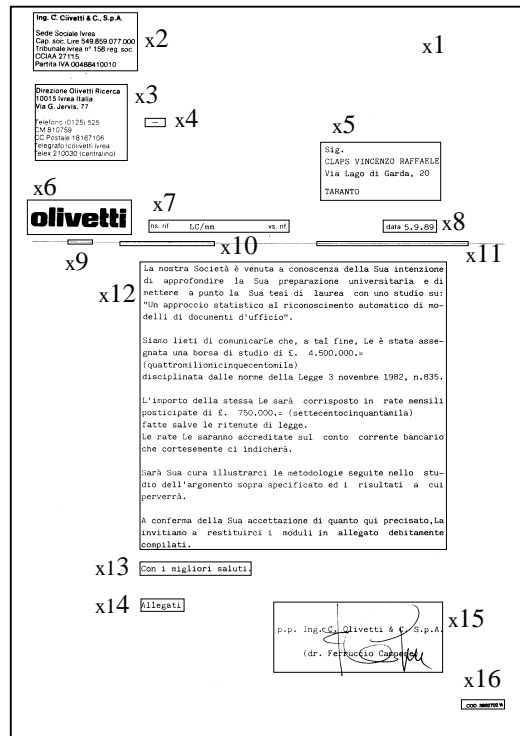 x1
Ing. C. Olivetti & C., S.p.A.
Sede Sociale Ivrea
Cap. soc. Lire 549.859.077.000
Tribunale Ivrea n° 158 reg. soc.
CCIAA 27115
Partita IVA 00488410010
x2
Direzione Olivetti Ricerca
10015 Ivrea Italia
Via G. Jervis, 77
Telefono (0125) 525
CM 810759
CC Postale 18167106
Telegrafo Icolivetti Ivrea
Telex 210030 (centralino)
x3
x4
x5
Sig.
CLAPS VINCENZO RAFFAELE
Via Lago di Garda, 20
TARANTO
x6
olivetti
x7
ns. rif. LC/mm vs. rif.
data 5.9.89
x8
x9
x10
x11
x12
La nostra Società è venuta a conoscenza della Sua intenzione
di approfondire la Sua preparazione universitaria e di
mettere a punto la Sua tesi di laurea con uno studio su:
"Un approccio statistico al riconoscimento automatico di mo-
delli di documenti d'ufficio".
Siamo lieti di comunicarLe che, a tal fine, Le è stata asse-
gnata una borsa di studio di £. 4.500.000.=
(quattromilionicinquecentomila)
disciplinata dalle norme della Legge 3 novembre 1982, n.835.
L'importo della stessa Le sarà corrisposto in rate mensili
posticipate di £. 750.000.= (settecentocinquantamila)
fatte salve le ritenute di legge.
Le rate Le saranno accreditate sul conto corrente bancario
che cortesemente ci indicherà.
Sarà Sua cura illustrarci le metodologie seguite nello stu-
dio dell'argomento sopra specificato ed i risultati a cui
perverrà.
A conferma della Sua accettazione di quanto qui precisato,La
invitiamo a restituirci i moduli in allegato debitamente
compilati.
x13
Con i migliori saluti.
x14
Allegati
x15
p.p. Ing.C. Olivetti & C. S.p.A.
(dr. Ferruccio
x16
COD.